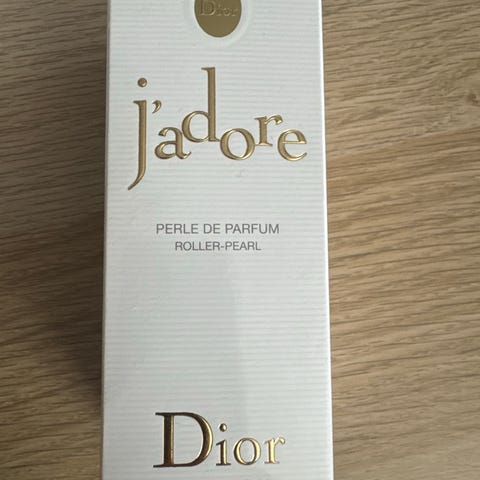 Dior
j'adore
PERLE DE PARFUM
ROLLER-PEARL
Dior